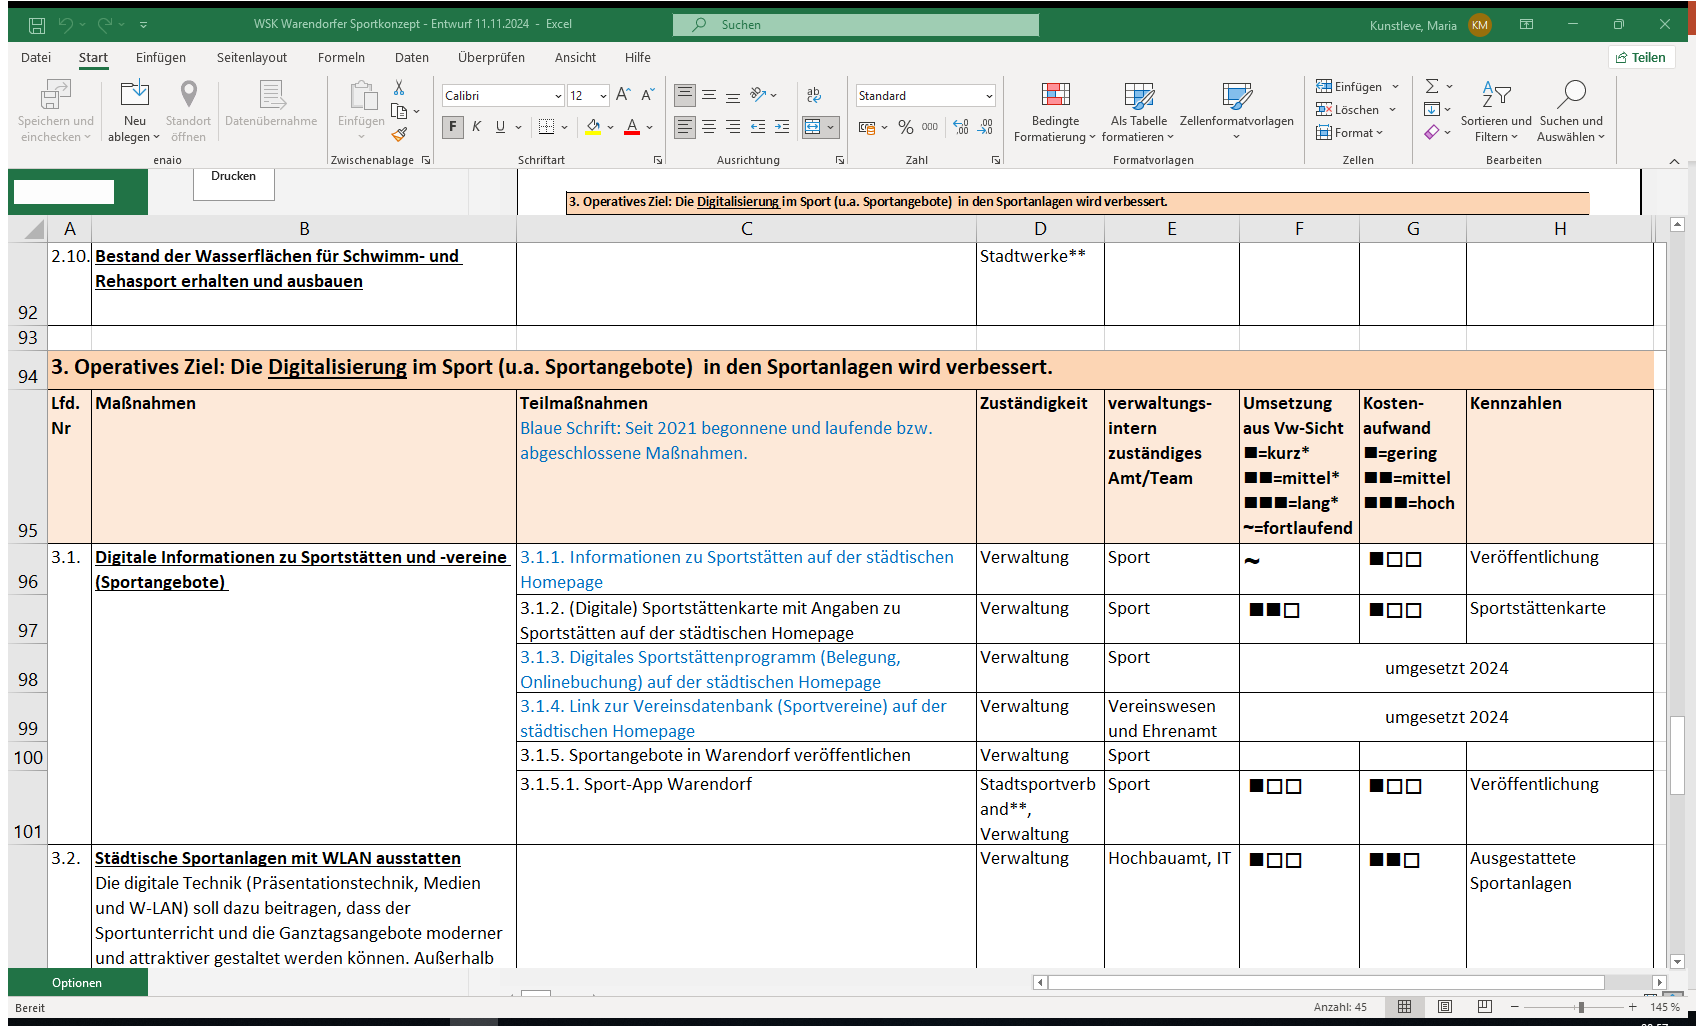 WSK Warendorfer Sportkonzept - Entwurf 11.11.2024 - Excel
Suchen
Kunstleve, Maria
KM
Datei Start Einfügen Seitenlayout Formeln Daten Überprüfen Ansicht Hilfe
Teilen
Speichern und einchecken
Neu ablegen
Standort öffnen
enaio
Datenübernahme
Einfügen
Zwischenablage
Calibri
12
F K U
Schriftart
Ausrichtung
Standard
% 000
Zahl
Bedingte Formatierung
Als Tabelle formatieren
Zellenformatvorlagen
Formatvorlagen
Einfügen
Löschen
Format
Zellen
Sortieren und Filtern
Suchen und Auswählen
Bearbeiten
Drucken
3. Operatives Ziel: Die Digitalisierung im Sport (u.a. Sportangebote) in den Sportanlagen wird verbessert.
A B C D E F G H
92
2.10.
Bestand der Wasserflächen für Schwimm- und
Rehasport erhalten und ausbauen
Stadtwerke**
93
94
3. Operatives Ziel: Die Digitalisierung im Sport (u.a. Sportangebote) in den Sportanlagen wird verbessert.
95
Lfd.
Nr
Maßnahmen
Teilmaßnahmen
Blaue Schrift: Seit 2021 begonnene und laufende bzw.
abgeschlossene Maßnahmen.
Zuständigkeit
verwaltungs-
intern
zuständiges
Amt/Team
Umsetzung
aus Vw-Sicht
■=kurz*
■■=mittel*
■■■=lang*
~=fortlaufend
Kosten-
aufwand
■=gering
■■=mittel
■■■=hoch
Kennzahlen
96
3.1.
Digitale Informationen zu Sportstätten und -vereine
(Sportangebote)
3.1.1. Informationen zu Sportstätten auf der städtischen
Homepage
Verwaltung
Sport
~
■□□
Veröffentlichung
97
3.1.2. (Digitale) Sportstättenkarte mit Angaben zu
Sportstätten auf der städtischen Homepage
Verwaltung
Sport
■■□
■□□
Sportstättenkarte
98
3.1.3. Digitales Sportstättenprogramm (Belegung,
Onlinebuchung) auf der städtischen Homepage
Verwaltung
Sport
umgesetzt 2024
99
3.1.4. Link zur Vereinsdatenbank (Sportvereine) auf der
städtischen Homepage
Verwaltung
Vereinswesen
und Ehrenamt
umgesetzt 2024
100
3.1.5. Sportangebote in Warendorf veröffentlichen
Verwaltung
Sport
101
3.1.5.1. Sport-App Warendorf
Stadtsportverb
and**,
Verwaltung
Sport
■□□
■□□
Veröffentlichung
3.2.
Städtische Sportanlagen mit WLAN ausstatten
Die digitale Technik (Präsentationstechnik, Medien
und W-LAN) soll dazu beitragen, dass der
Sportunterricht und die Ganztagsangebote moderner
und attraktiver gestaltet werden können. Außerhalb
Verwaltung
Hochbauamt, IT
■□□
■■□
Ausgestattete
Sportanlagen
Optionen
Bereit
Anzahl: 45
145 %